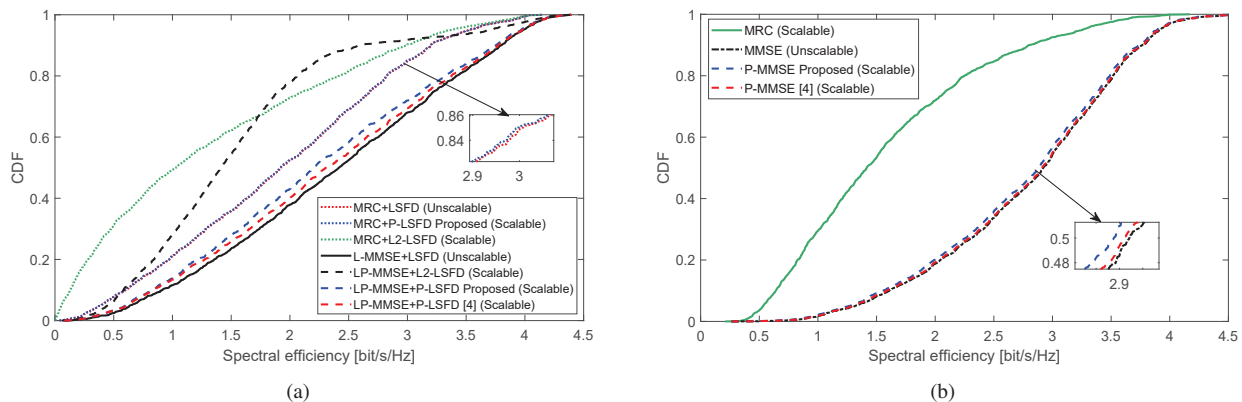 1
0.8
0.6
0.4
0.2
0
CDF
0.86
0.84
2.9
3
MRC+LSFD (Unscalable)
MRC+P-LSFD Proposed (Scalable)
MRC+L2-LSFD (Scalable)
L-MMSE+LSFD (Unscalable)
LP-MMSE+L2-LSFD (Scalable)
LP-MMSE+P-LSFD Proposed (Scalable)
LP-MMSE+P-LSFD [4] (Scalable)
0 0.5 1 1.5 2 2.5 3 3.5 4 4.5
Spectral efficiency [bit/s/Hz]
(a)
1
0.8
0.6
0.4
0.2
0
CDF
MRC (Scalable)
MMSE (Unscalable)
P-MMSE Proposed (Scalable)
P-MMSE [4] (Scalable)
0.5
0.48
2.9
0 0.5 1 1.5 2 2.5 3 3.5 4 4.5
Spectral efficiency [bit/s/Hz]
(b)